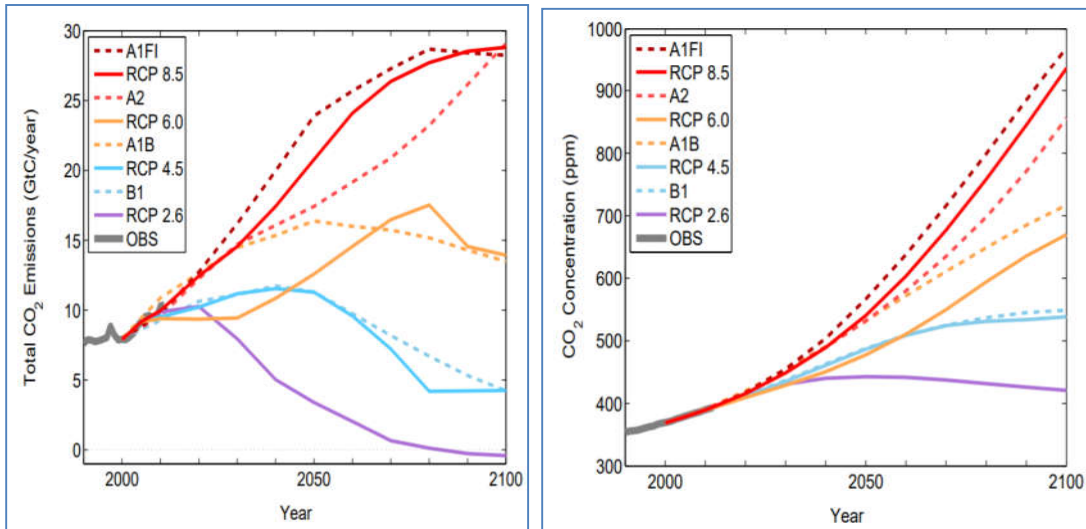 30
25
20
15
10
5
0
Total CO2 Emissions (GtC/year)
A1FI
RCP 8.5
A2
RCP 6.0
A1B
RCP 4.5
B1
RCP 2.6
OBS
2000 2050 2100
Year
1000
900
800
700
600
500
400
300
CO2 Concentration (ppm)
A1FI
RCP 8.5
A2
RCP 6.0
A1B
RCP 4.5
B1
RCP 2.6
OBS
2000 2050 2100
Year